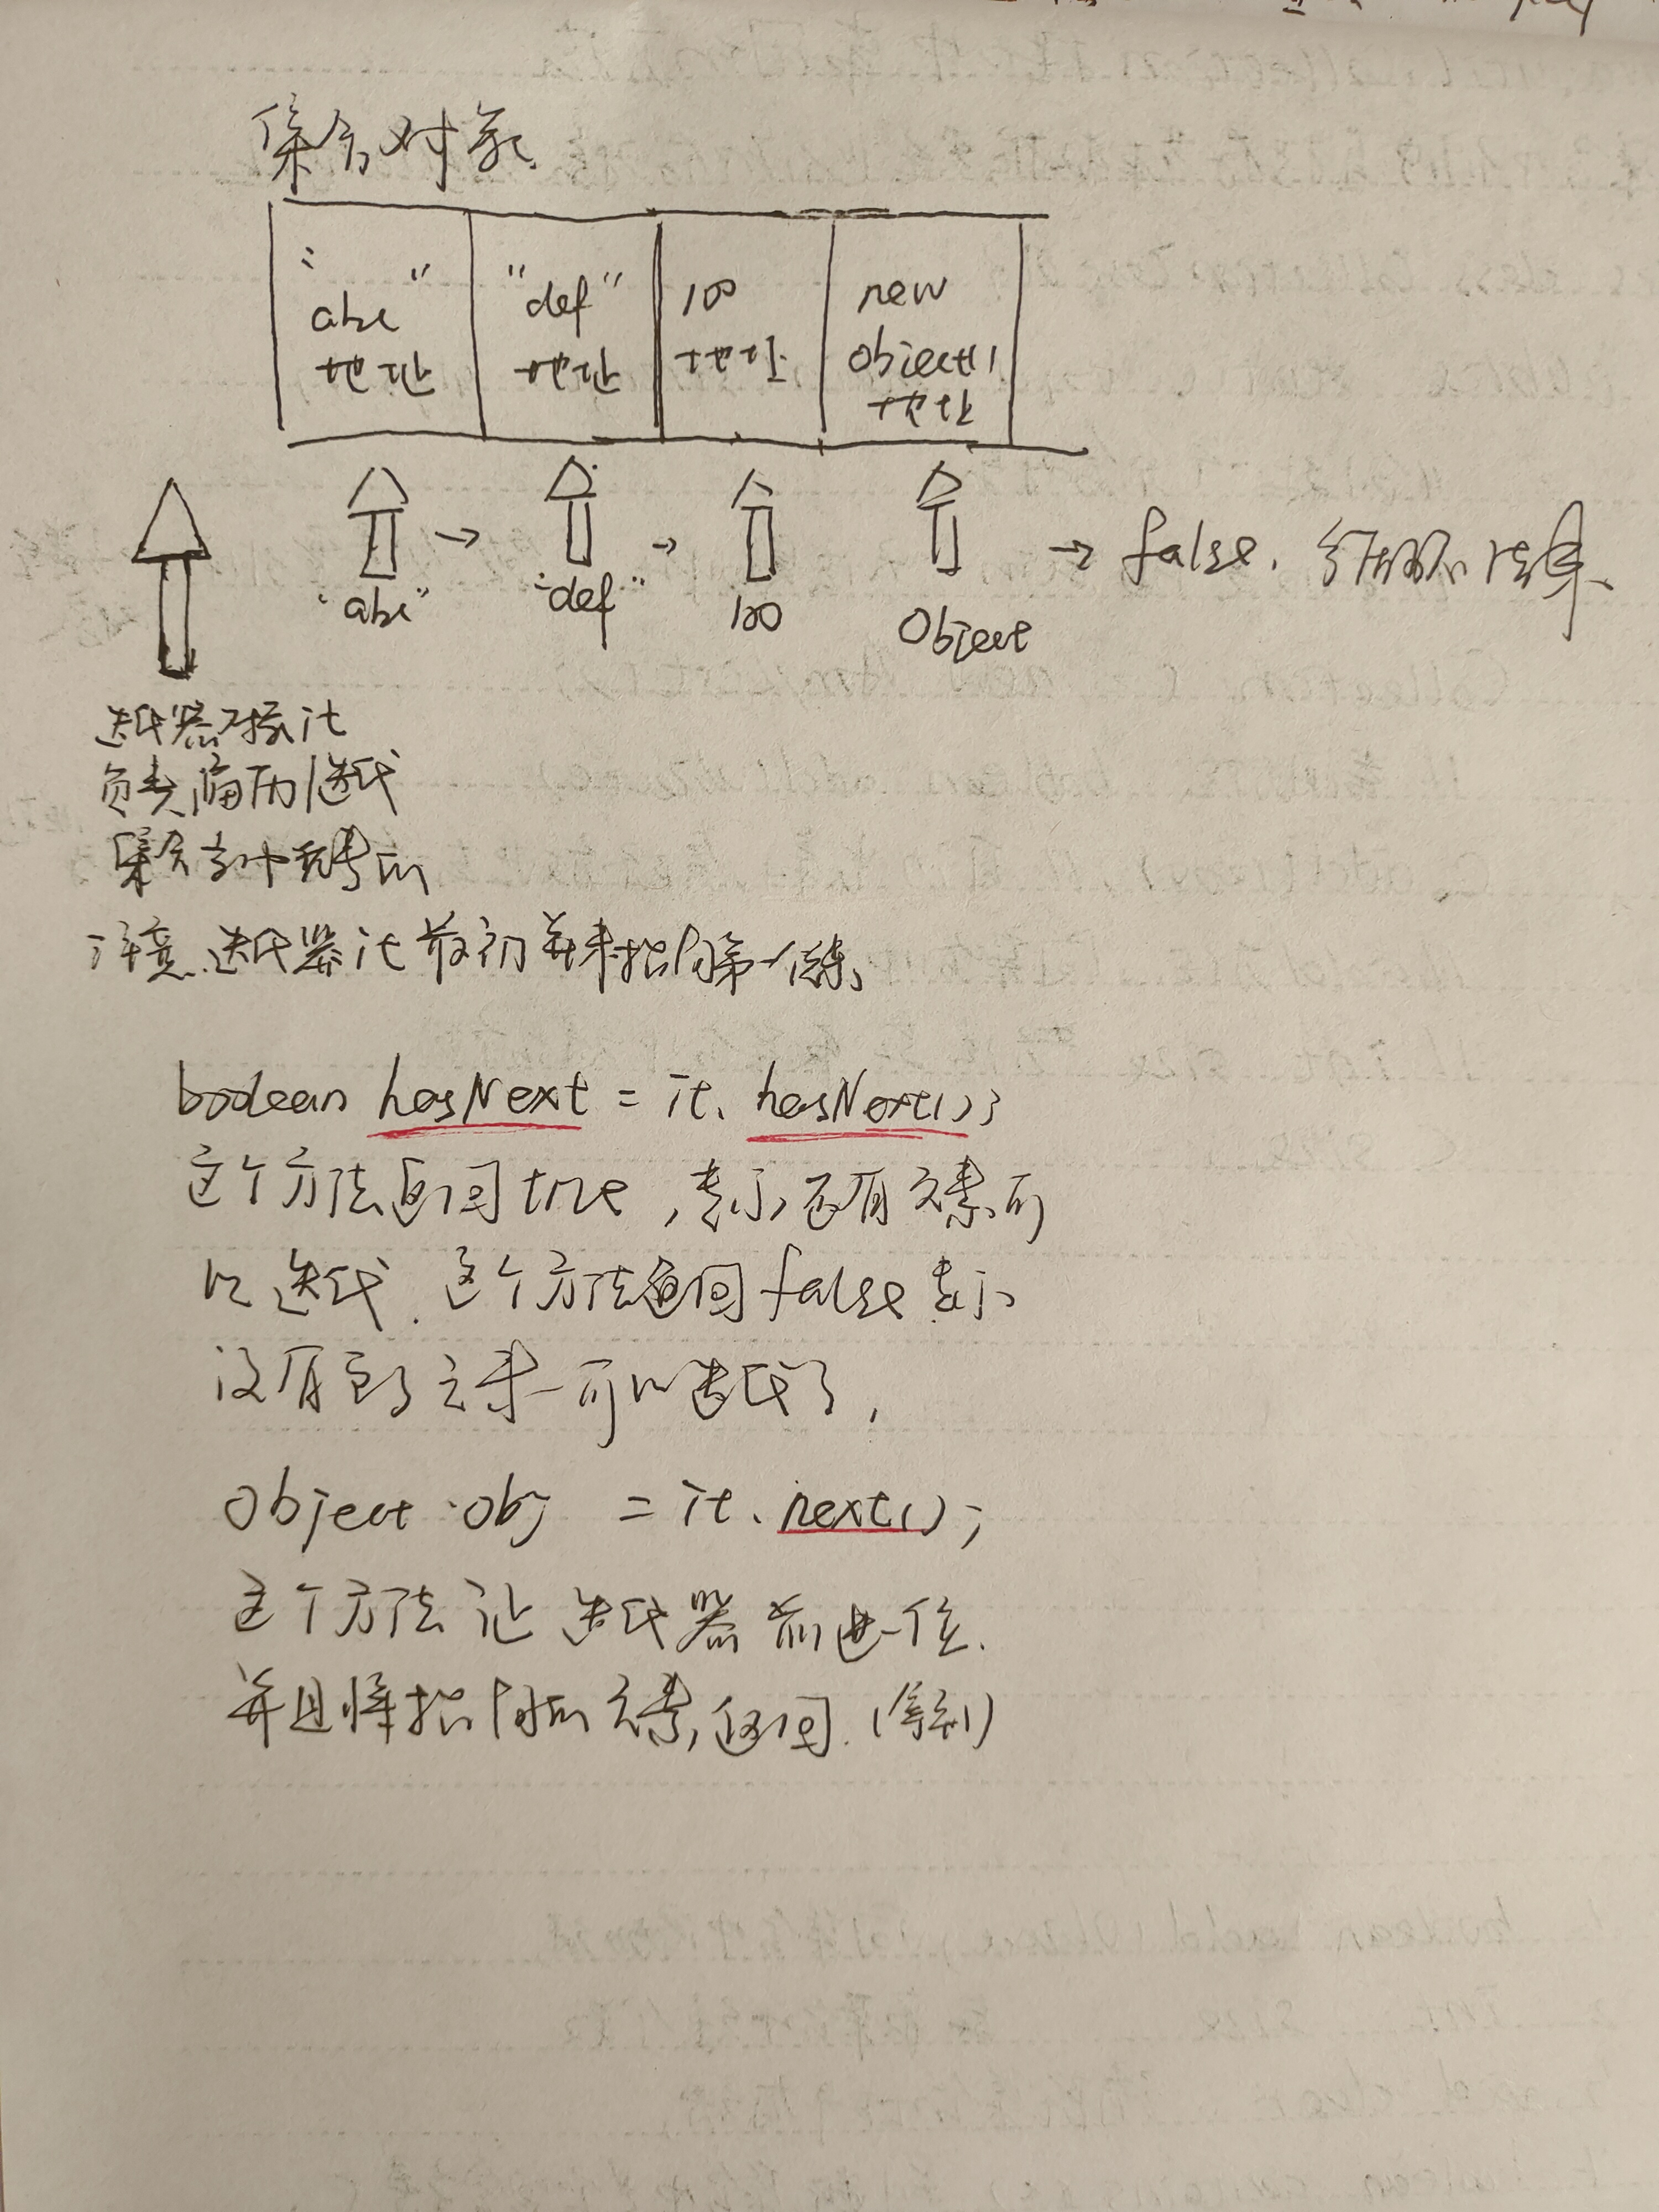 集合对象
"abc" 地址
"def" 地址
100 地址
new Object() 地址
"abc" → "def" → 100 Object → false, 结束
迭代器对象it
负责遍历/迭代
集合当中元素的
注意.迭代器it最初并未指向第一个元素,
boolean hasNext = it.hasNext();
这个方法返回true,表示还有元素可
以迭代.这个方法返回false表示
没有更多元素可以迭代了,
Object obj = it.next();
这个方法让迭代器前进一位.
并且将指向的元素返回.(拿到)